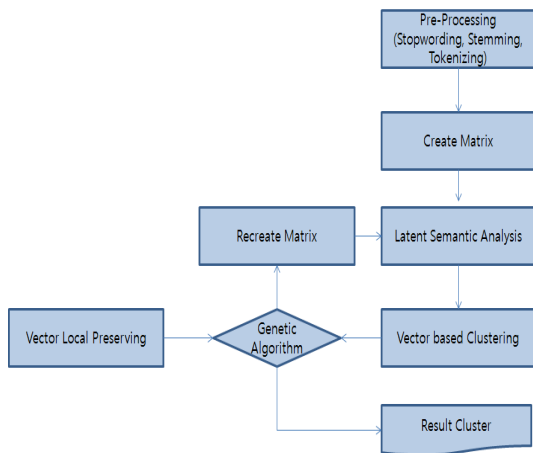 Pre-Processing
(Stopwording, Stemming,
Tokenizing)
Create Matrix
Recreate Matrix
Latent Semantic Analysis
Vector Local Preserving
Genetic
Algorithm
Vector based Clustering
Result Cluster